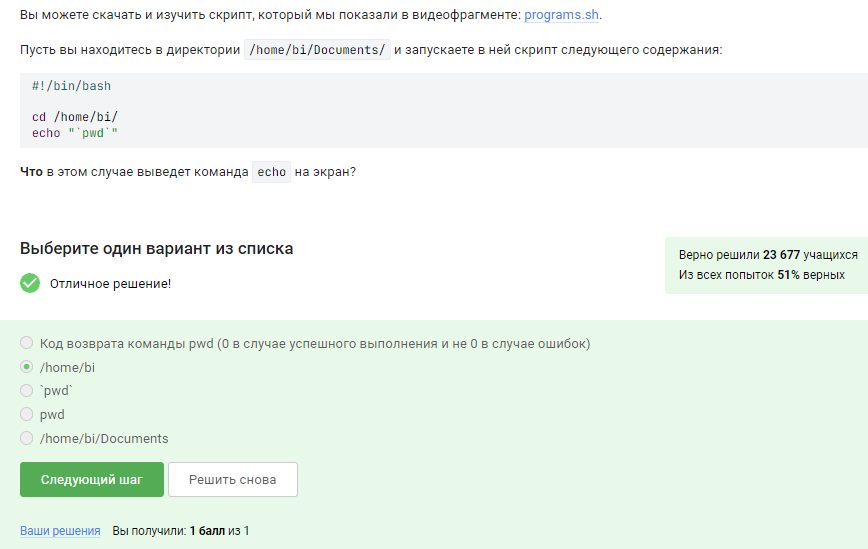 Вы можете скачать и изучить скрипт, который мы показали в видеофрагменте: programs.sh.
Пусть вы находитесь в директории /home/bi/Documents/ и запускаете в ней скрипт следующего содержания:
#!/bin/bash
cd /home/bi/
echo "`pwd`"
Что в этом случае выведет команда echo на экран?
Выберите один вариант из списка
Верно решили 23 677 учащихся
Из всех попыток 51% верных
Отличное решение!
Код возврата команды pwd (0 в случае успешного выполнения и не 0 в случае ошибок)
/home/bi
`pwd`
pwd
/home/bi/Documents
Следующий шаг
Решить снова
Ваши решения Вы получили: 1 балл из 1